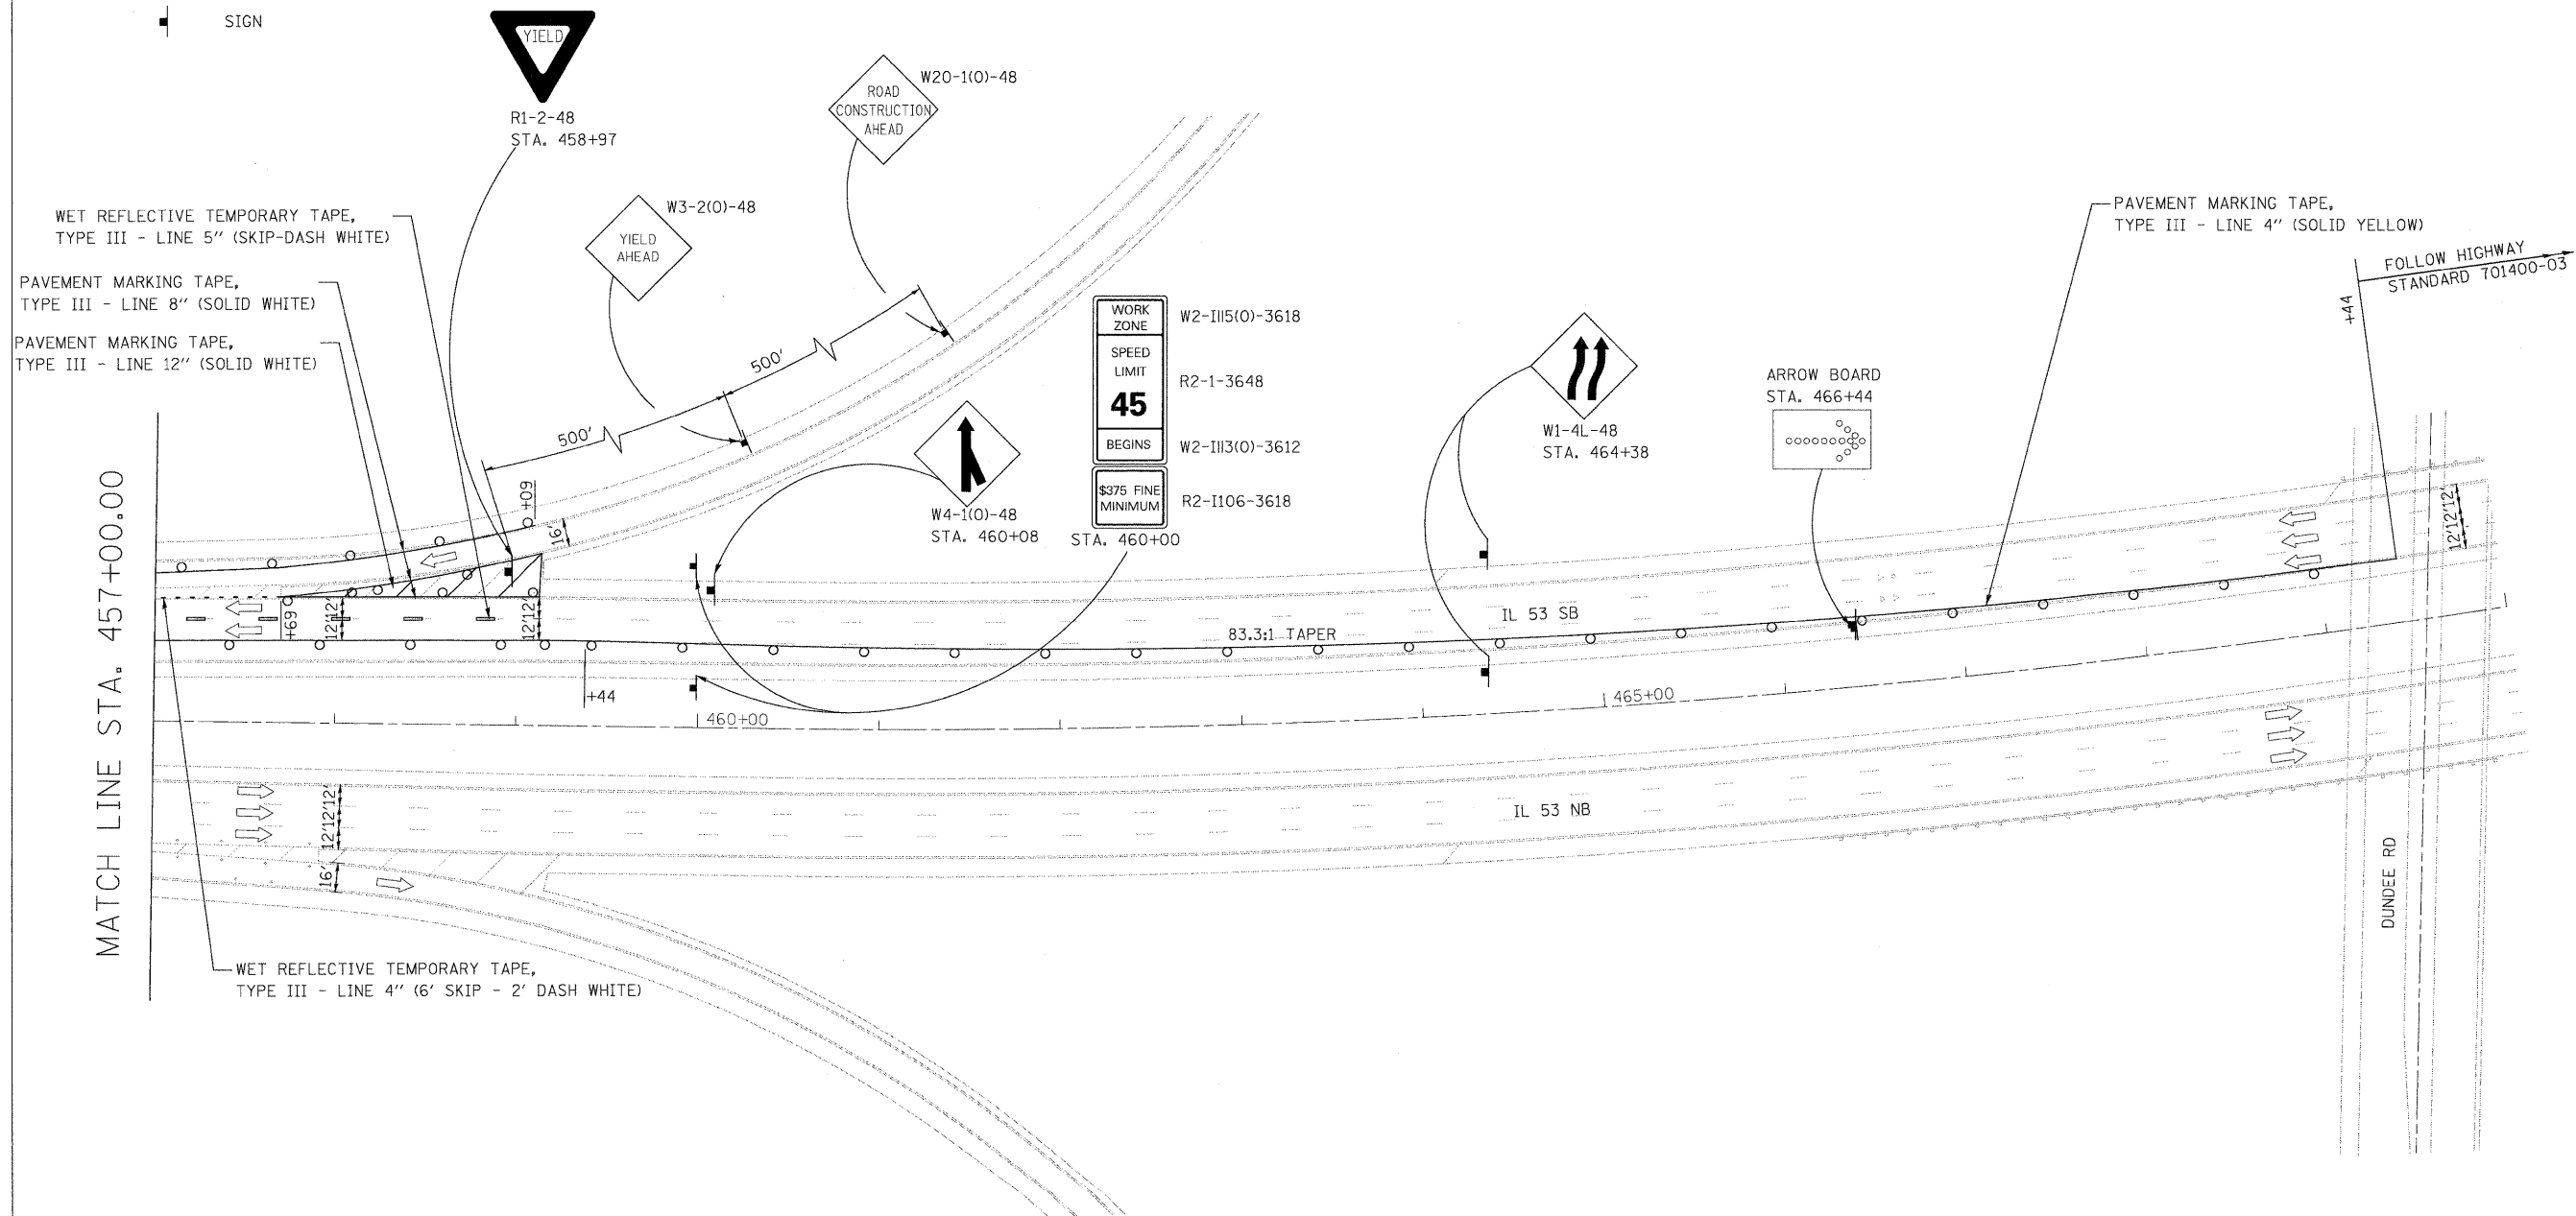 SIGN
YIELD
R1-2-48
STA. 458+97
ROAD
CONSTRUCTION
AHEAD
W20-1(O)-48
YIELD
AHEAD
W3-2(O)-48
WET REFLECTIVE TEMPORARY TAPE,
TYPE III - LINE 5" (SKIP-DASH WHITE)
PAVEMENT MARKING TAPE,
TYPE III - LINE 8" (SOLID WHITE)
PAVEMENT MARKING TAPE,
TYPE III - LINE 12" (SOLID WHITE)
PAVEMENT MARKING TAPE,
TYPE III - LINE 4" (SOLID YELLOW)
FOLLOW HIGHWAY
STANDARD 701400-03
+44
500'
500'
WORK
ZONE
W2-I115(O)-3618
SPEED
LIMIT
45
R2-1-3648
BEGINS
W2-I113(O)-3612
$375 FINE
MINIMUM
R2-I106-3618
STA. 460+00
W4-1(O)-48
STA. 460+08
W1-4L-48
STA. 464+38
ARROW BOARD
STA. 466+44
MATCH LINE STA. 457+00.00
+09
16'
+69
12'12'
12'12'
12'12'12'
IL 53 SB
83.3:1 TAPER
+44
460+00
465+00
12'12'12'
16'
IL 53 NB
DUNDEE RD
WET REFLECTIVE TEMPORARY TAPE,
TYPE III - LINE 4" (6' SKIP - 2' DASH WHITE)